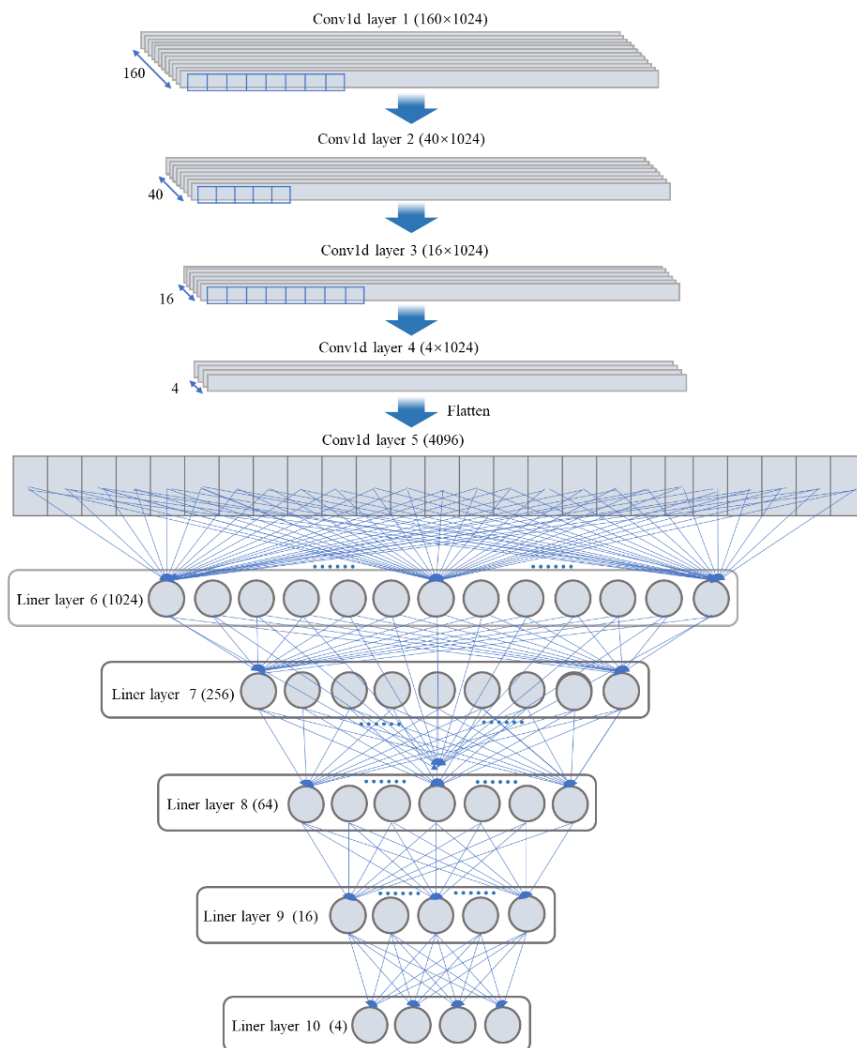 Conv1d layer 1 (160×1024)
160
Conv1d layer 2 (40×1024)
40
Conv1d layer 3 (16×1024)
16
Conv1d layer 4 (4×1024)
4
Flatten
Conv1d layer 5 (4096)
Liner layer 6 (1024)
Liner layer 7 (256)
Liner layer 8 (64)
Liner layer 9 (16)
Liner layer 10 (4)